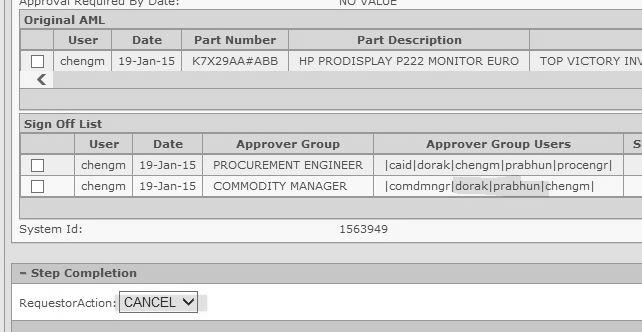 Approval Required By Date: NO VALUE
Original AML
User Date Part Number Part Description
chengm 19-Jan-15 K7X29AA#ABB HP PRODISPLAY P222 MONITOR EURO TOP VICTORY INV
Sign Off List
User Date Approver Group Approver Group Users S
chengm 19-Jan-15 PROCUREMENT ENGINEER |caid|dorak|chengm|prabhun|procengr|
chengm 19-Jan-15 COMMODITY MANAGER |comdmngr|dorak|prabhun|chengm|
System Id: 1563949
− Step Completion
RequestorAction: CANCEL